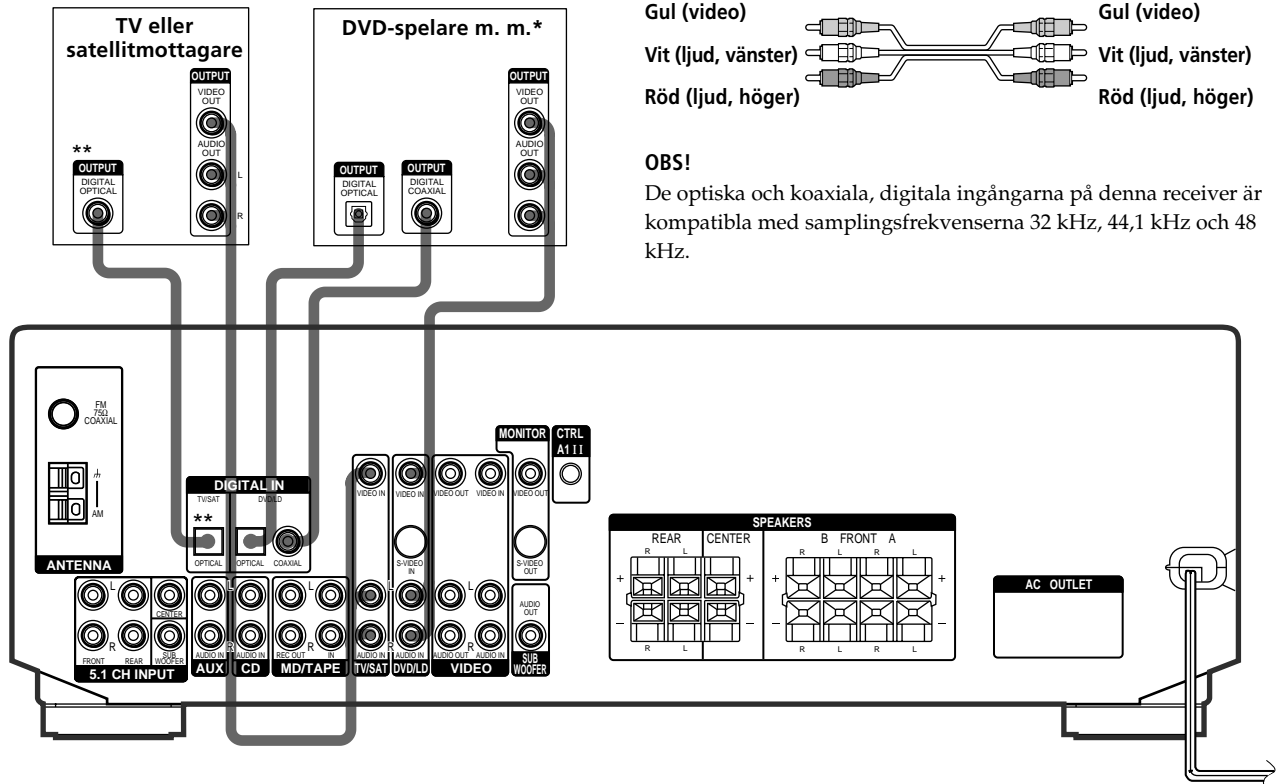 TV eller
satellitmottagare
OUTPUT
VIDEO
OUT
AUDIO
OUT
L
R
**
OUTPUT
DIGITAL
OPTICAL
DVD-spelare m. m.*
OUTPUT
VIDEO
OUT
AUDIO
OUT
OUTPUT
DIGITAL
OPTICAL
OUTPUT
DIGITAL
COAXIAL
Gul (video)
Gul (video)
Vit (ljud, vänster)
Vit (ljud, vänster)
Röd (ljud, höger)
Röd (ljud, höger)
OBS!
De optiska och koaxiala, digitala ingångarna på denna receiver är
kompatibla med samplingsfrekvenserna 32 kHz, 44,1 kHz och 48
kHz.
FM
75Ω
COAXIAL
AM
ANTENNA
DIGITAL IN
TV/SAT
DVD/LD
**
OPTICAL
OPTICAL
COAXIAL
MONITOR
CTRL
A1 II
VIDEO IN
VIDEO IN
VIDEO OUT
VIDEO IN
VIDEO OUT
S-VIDEO
IN
S-VIDEO
OUT
AUDIO
OUT
L
L
L
L
L
CENTER
R
R
R
R
R
FRONT
REAR
SUB
WOOFER
AUDIO IN
AUDIO IN
REC OUT
IN
AUDIO IN
AUDIO IN
AUDIO OUT
AUDIO IN
5.1 CH INPUT
AUX
CD
MD/TAPE
TV/SAT
DVD/LD
VIDEO
SUB
WOOFER
SPEAKERS
REAR
CENTER
B FRONT A
R L
R L R L
+ +
+ +
– –
– –
R L
R L R L
AC OUTLET